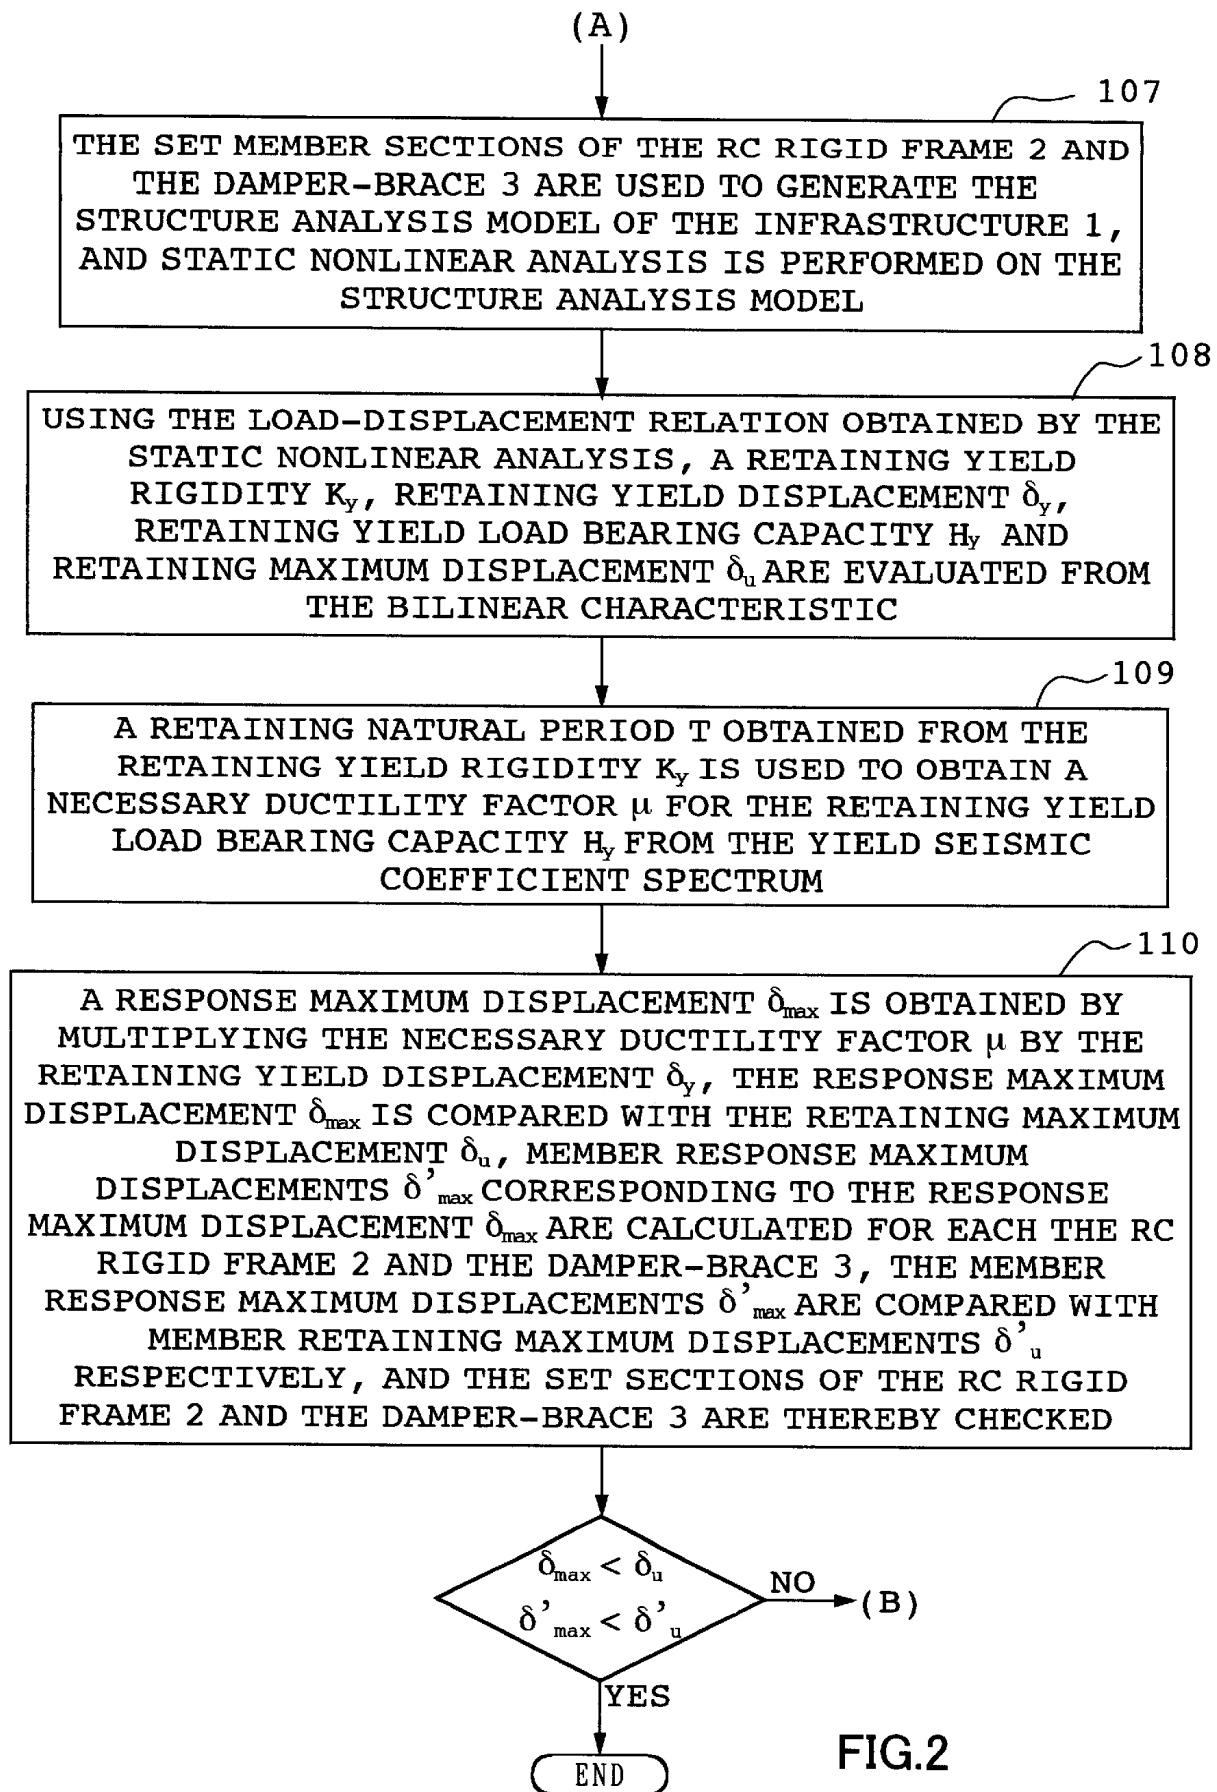 (A)
107
THE SET MEMBER SECTIONS OF THE RC RIGID FRAME 2 AND
THE DAMPER-BRACE 3 ARE USED TO GENERATE THE
STRUCTURE ANALYSIS MODEL OF THE INFRASTRUCTURE 1,
AND STATIC NONLINEAR ANALYSIS IS PERFORMED ON THE
STRUCTURE ANALYSIS MODEL
108
USING THE LOAD-DISPLACEMENT RELATION OBTAINED BY THE
STATIC NONLINEAR ANALYSIS, A RETAINING YIELD
RIGIDITY Ky, RETAINING YIELD DISPLACEMENT δy,
RETAINING YIELD LOAD BEARING CAPACITY Hy AND
RETAINING MAXIMUM DISPLACEMENT δu ARE EVALUATED FROM
THE BILINEAR CHARACTERISTIC
109
A RETAINING NATURAL PERIOD T OBTAINED FROM THE
RETAINING YIELD RIGIDITY Ky IS USED TO OBTAIN A
NECESSARY DUCTILITY FACTOR μ FOR THE RETAINING YIELD
LOAD BEARING CAPACITY Hy FROM THE YIELD SEISMIC
COEFFICIENT SPECTRUM
110
A RESPONSE MAXIMUM DISPLACEMENT δmax IS OBTAINED BY
MULTIPLYING THE NECESSARY DUCTILITY FACTOR μ BY THE
RETAINING YIELD DISPLACEMENT δy, THE RESPONSE MAXIMUM
DISPLACEMENT δmax IS COMPARED WITH THE RETAINING MAXIMUM
DISPLACEMENT δu, MEMBER RESPONSE MAXIMUM
DISPLACEMENTS δ'max CORRESPONDING TO THE RESPONSE
MAXIMUM DISPLACEMENT δmax ARE CALCULATED FOR EACH THE RC
RIGID FRAME 2 AND THE DAMPER-BRACE 3, THE MEMBER
RESPONSE MAXIMUM DISPLACEMENTS δ'max ARE COMPARED WITH
MEMBER RETAINING MAXIMUM DISPLACEMENTS δ'u
RESPECTIVELY, AND THE SET SECTIONS OF THE RC RIGID
FRAME 2 AND THE DAMPER-BRACE 3 ARE THEREBY CHECKED
δmax < δu
δ'max < δ'u
NO
(B)
YES
END
FIG.2